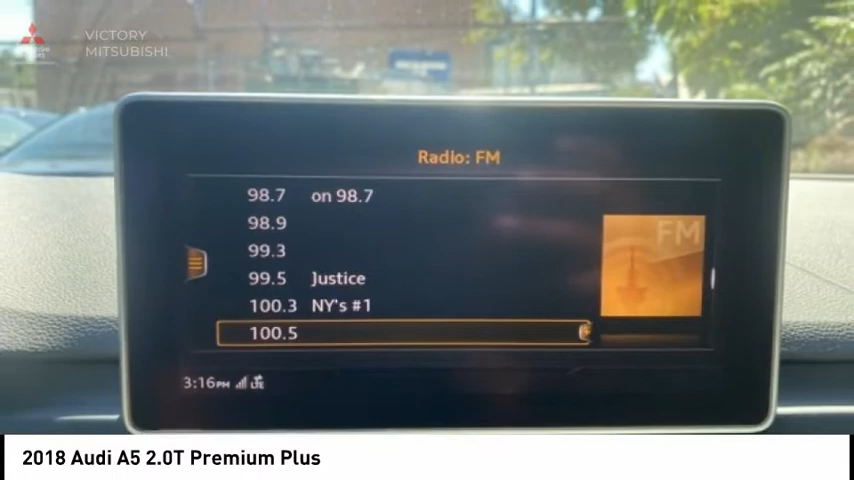 VICTORY
MITSUBISHI
Radio: FM
98.7 on 98.7
98.9
99.3
99.5 Justice
100.3 NY's #1
100.5
FM
3:16PM LTE
2018 Audi A5 2.0T Premium Plus